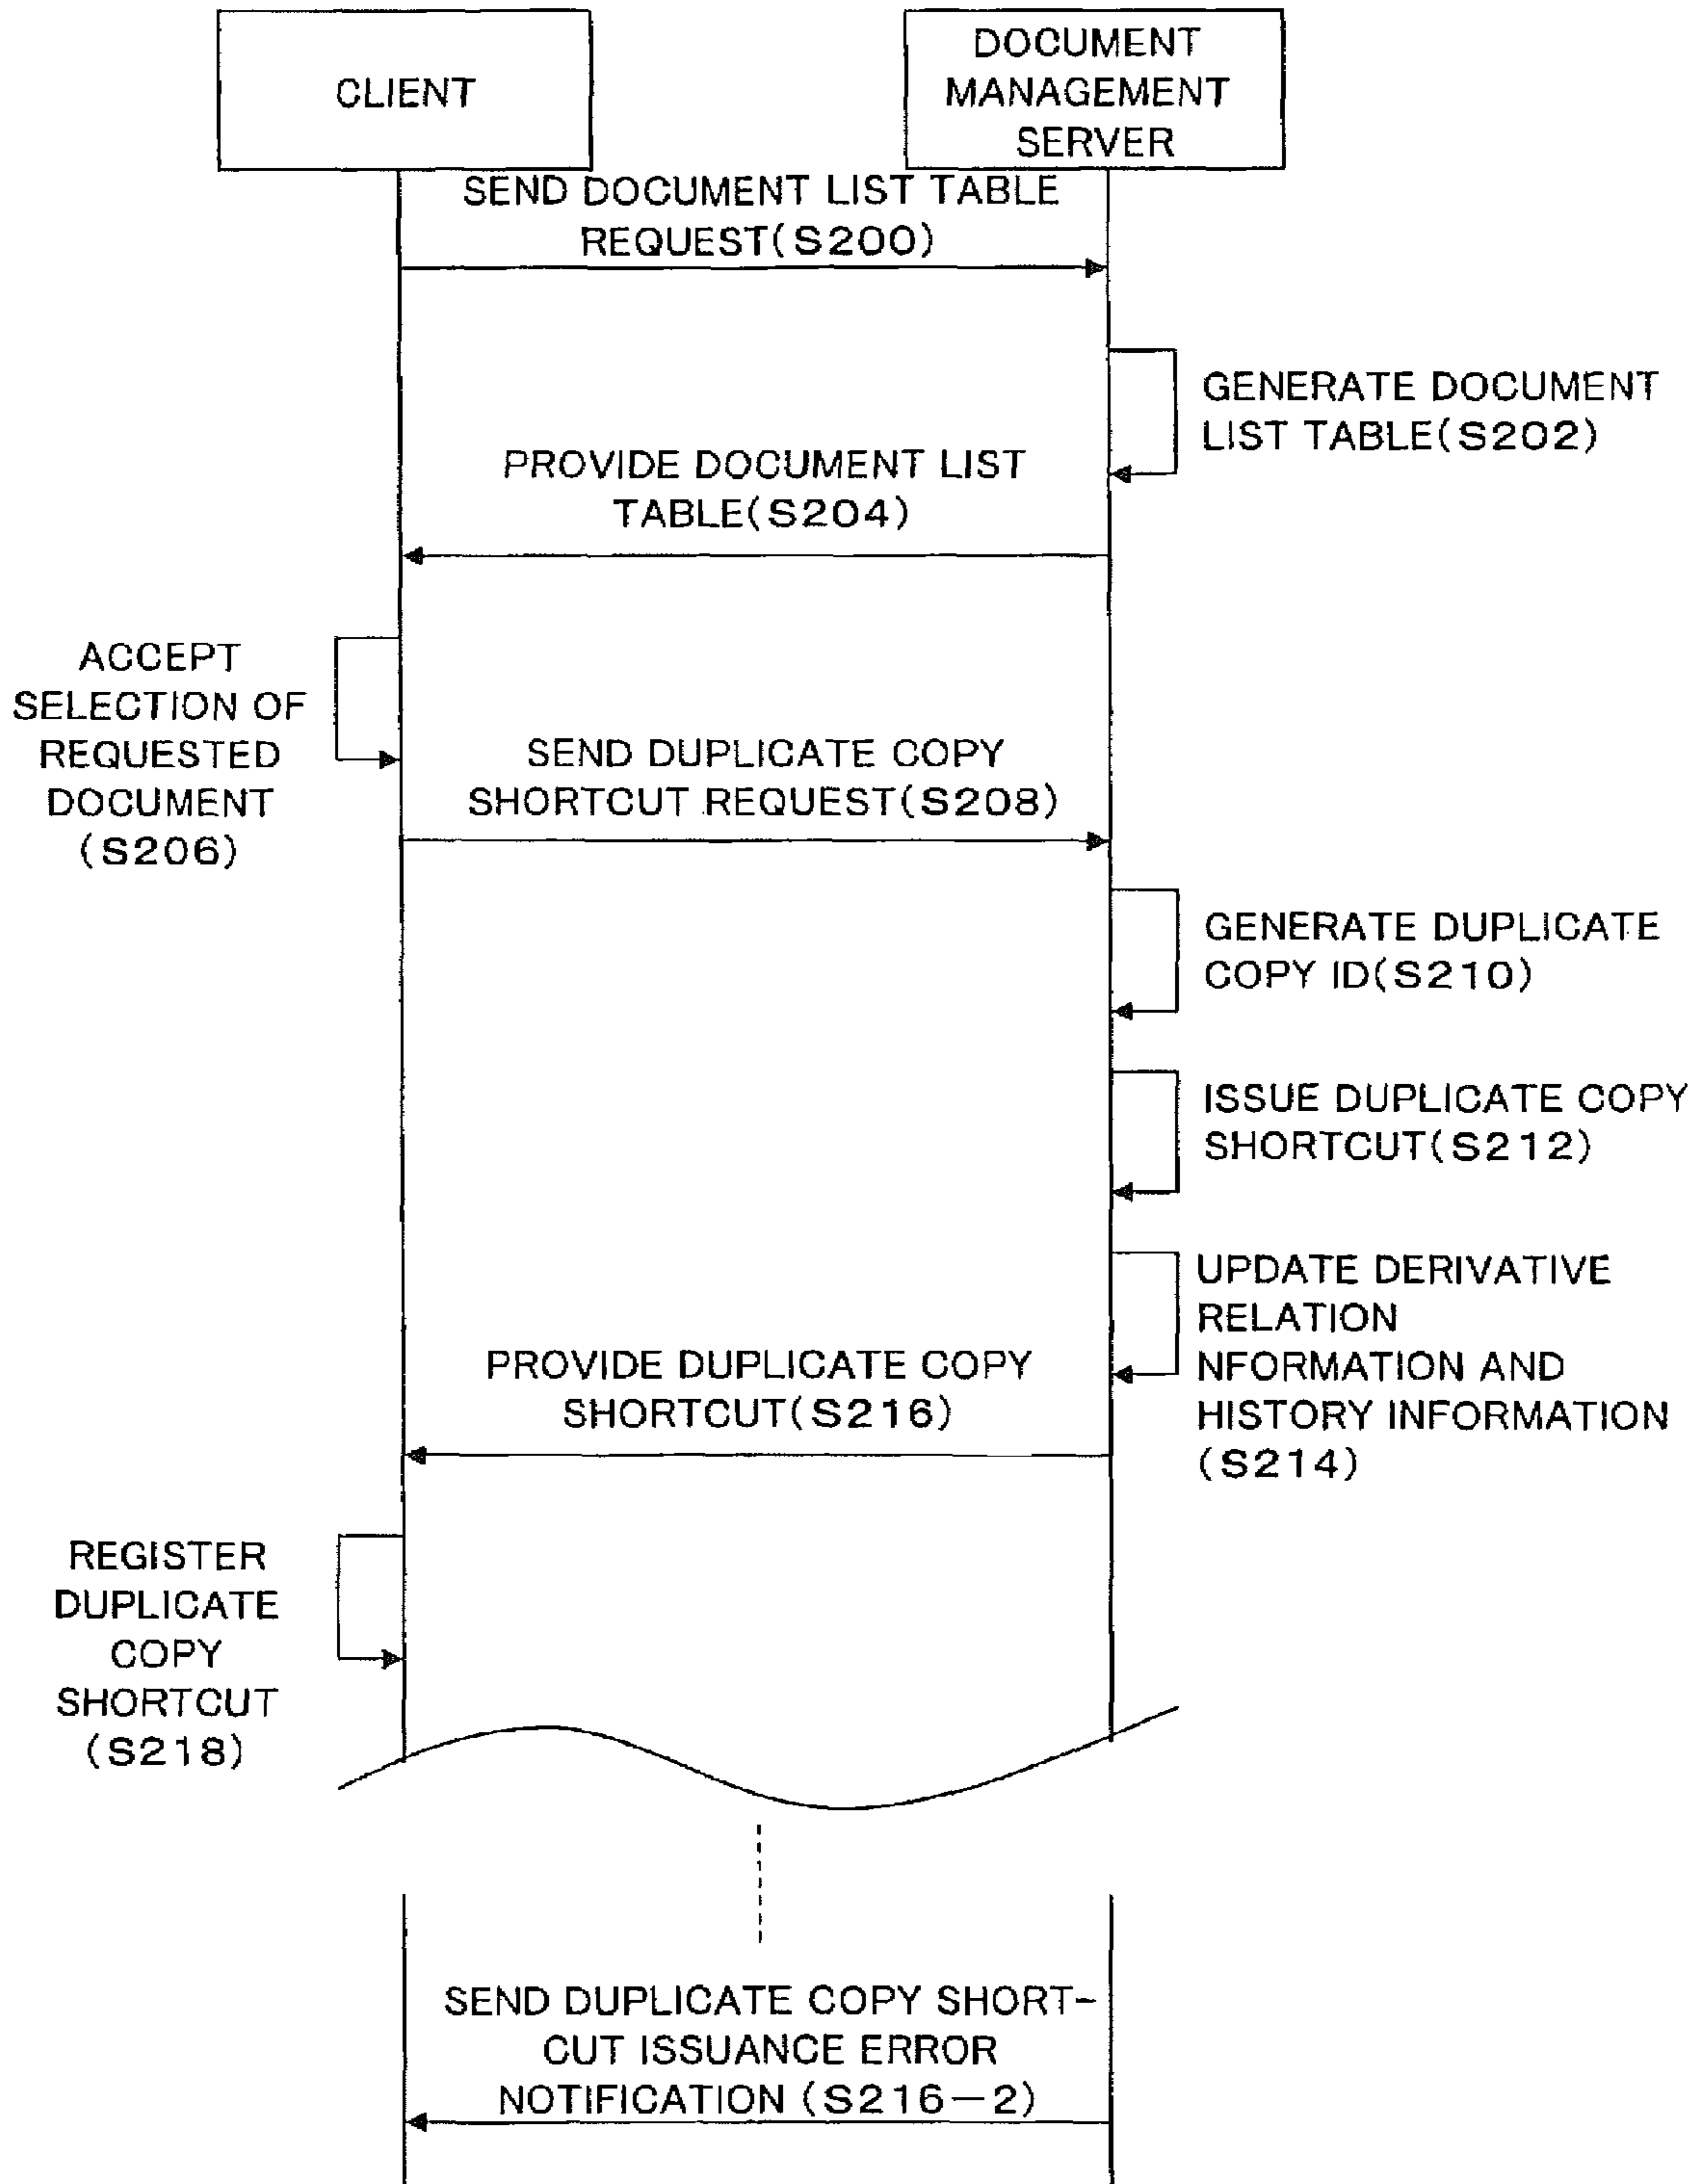 CLIENT
DOCUMENT
MANAGEMENT
SERVER
SEND DOCUMENT LIST TABLE
REQUEST(S200)
GENERATE DOCUMENT
LIST TABLE(S202)
PROVIDE DOCUMENT LIST
TABLE(S204)
ACCEPT
SELECTION OF
REQUESTED
DOCUMENT
(S206)
SEND DUPLICATE COPY
SHORTCUT REQUEST(S208)
GENERATE DUPLICATE
COPY ID(S210)
ISSUE DUPLICATE COPY
SHORTCUT(S212)
UPDATE DERIVATIVE
RELATION
NFORMATION AND
HISTORY INFORMATION
(S214)
PROVIDE DUPLICATE COPY
SHORTCUT(S216)
REGISTER
DUPLICATE
COPY
SHORTCUT
(S218)
SEND DUPLICATE COPY SHORT-
CUT ISSUANCE ERROR
NOTIFICATION (S216-2)